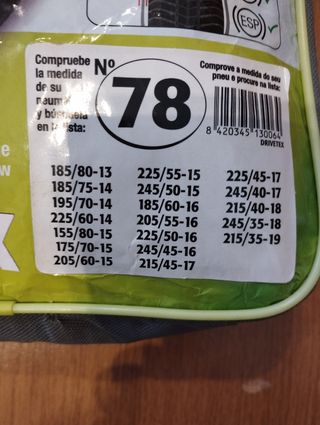 ESP
Compruebe
la medida
de su
neumá
y búsque
en la lista:
Nº
78
Comprove a medida do seu
pneu e procure na lista:
8 420345 130064
DRIVETEX
185/80-13
185/75-14
195/70-14
225/60-14
155/80-15
175/70-15
205/60-15
225/55-15
245/50-15
185/60-16
205/55-16
225/50-16
245/45-16
215/45-17
225/45-17
245/40-17
215/40-18
245/35-18
215/35-19